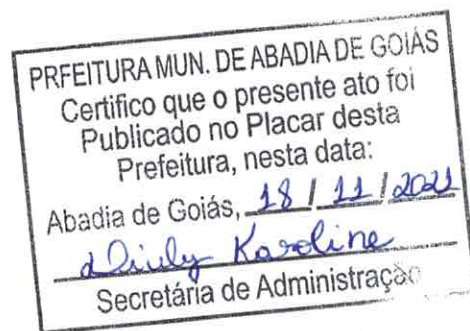 PRFEITURA MUN. DE ABADIA DE GOIÁS
Certifico que o presente ato foi
Publicado no Placar desta
Prefeitura, nesta data:
Abadia de Goiás, 18 / 11 / 2021
Karoline
Secretária de Administração